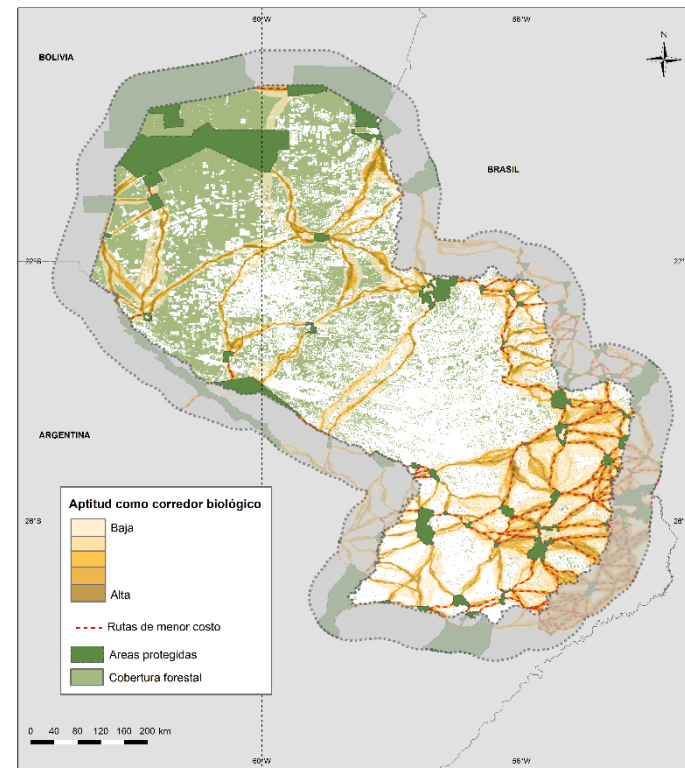 60°W
56°W
BOLIVIA
N
BRASIL
22°S
22°
ARGENTINA
Aptitud como corredor biológico
Baja
Alta
Rutas de menor costo
Areas protegidas
Cobertura forestal
26°S
26°
0 40 80 120 160 200 km
60°W
56°W